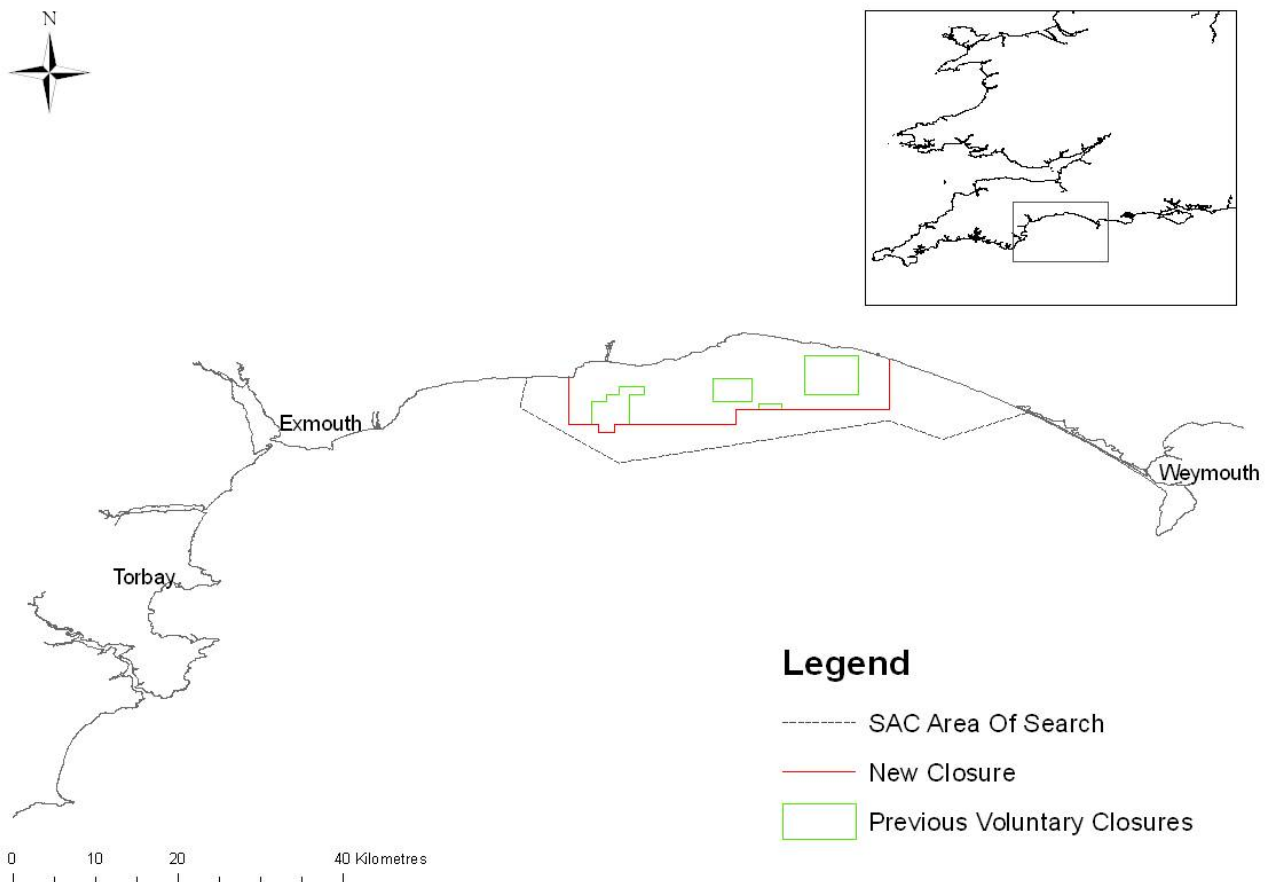 N
Exmouth
Weymouth
Torbay
Legend
SAC Area Of Search
New Closure
Previous Voluntary Closures
0 10 20 40 Kilometres